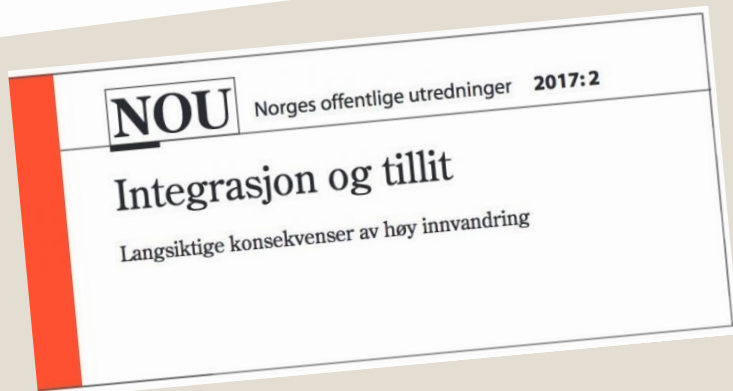 NOU Norges offentlige utredninger 2017: 2
Integrasjon og tillit
Langsiktige konsekvenser av høy innvandring